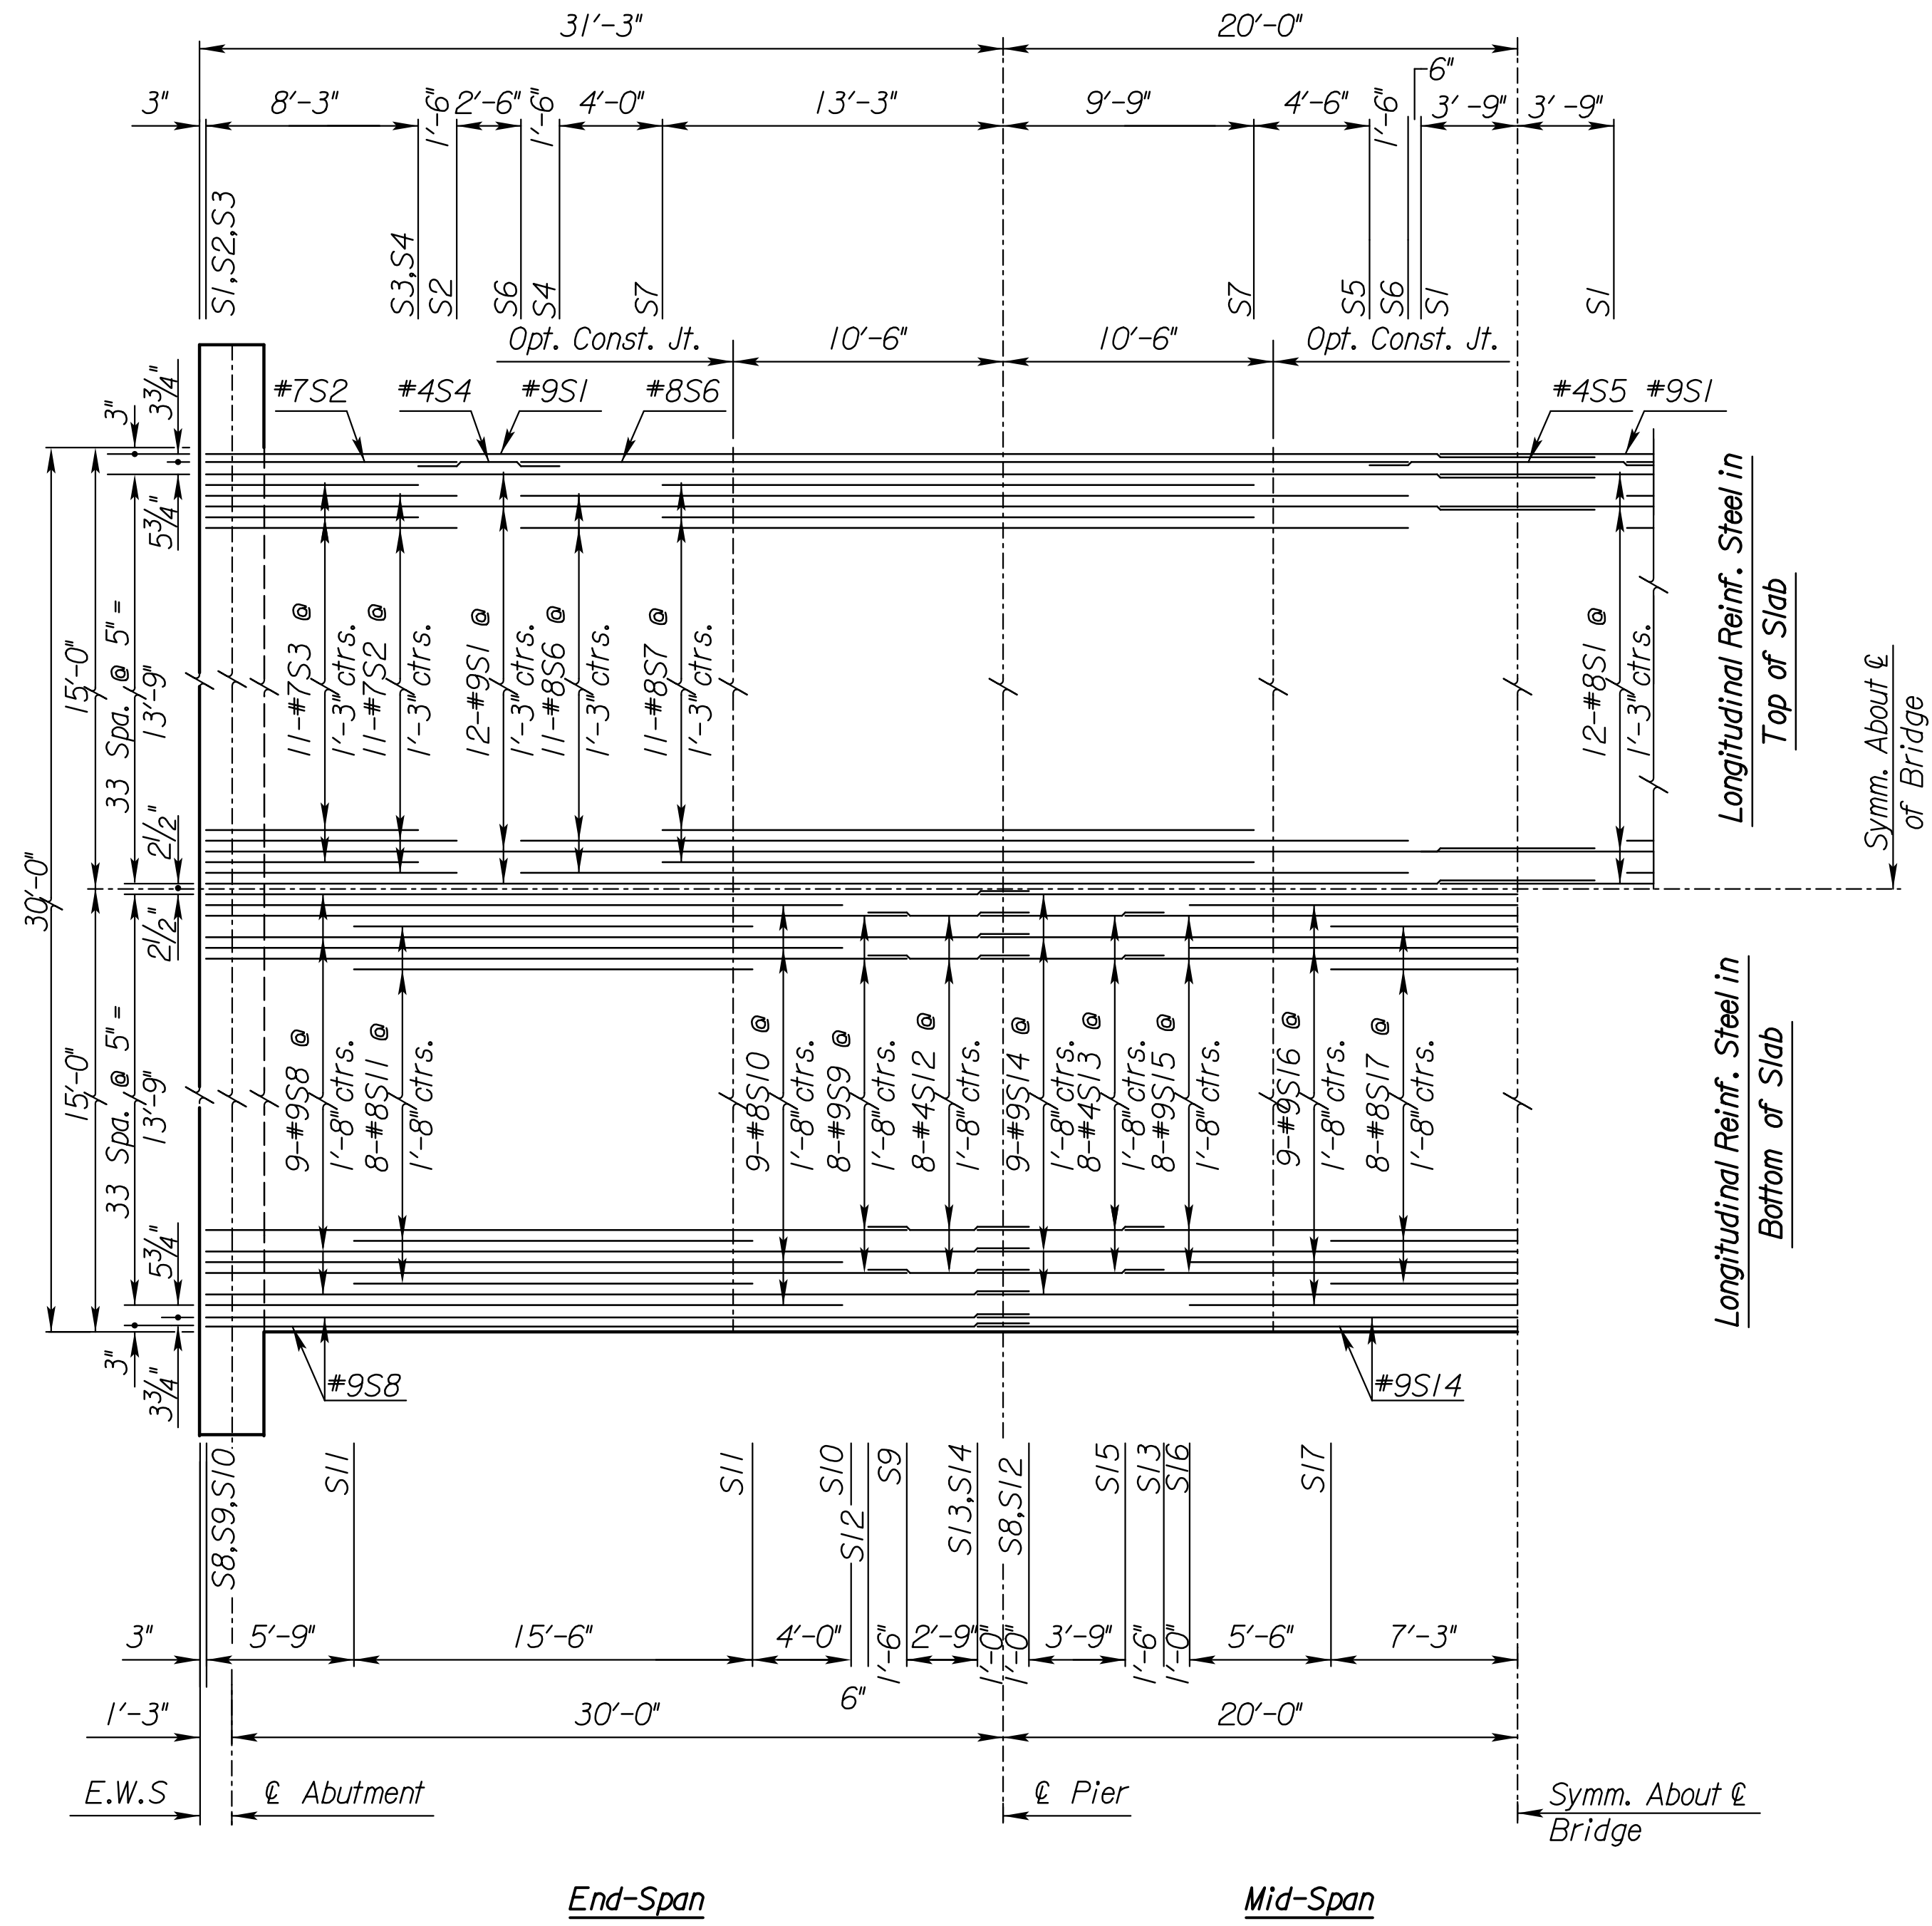 31'-3"
20'-0"
3"
8'-3"
1'-6"
2'-6"
1'-6"
4'-0"
13'-3"
9'-9"
4'-6"
1'-6"
6"
3'-9"
3'-9"
S1,S2,S3
S3,S4
S2
S6
S4
S7
S7
S5
S6
S1
S1
Opt. Const. Jt.
10'-6"
10'-6"
Opt. Const. Jt.
#7S2
#4S4
#9S1
#8S6
#4S5
#9S1
3"
3¾"
5¾"
30'-0"
15'-0"
33 Spa. @ 5" =
13'-9"
2½"
11-#7S3 @
1'-3" ctrs.
11-#7S2 @
1'-3" ctrs.
12-#9S1 @
1'-3" ctrs.
11-#8S6 @
1'-3" ctrs.
11-#8S7 @
1'-3" ctrs.
12-#8S1 @
1'-3" ctrs.
Longitudinal Reinf. Steel in
Top of Slab
Symm. About ℄
of Bridge
2½"
15'-0"
33 Spa. @ 5" =
13'-9"
5¾"
3"
3¾"
9-#9S8 @
1'-8" ctrs.
8-#8S11 @
1'-8" ctrs.
9-#8S10 @
1'-8" ctrs.
8-#9S9 @
1'-8" ctrs.
8-#4S12 @
1'-8" ctrs.
9-#9S14 @
1'-8" ctrs.
8-#4S13 @
1'-8" ctrs.
8-#9S15 @
1'-8" ctrs.
9-#9S16 @
1'-8" ctrs.
8-#8S17 @
1'-8" ctrs.
Longitudinal Reinf. Steel in
Bottom of Slab
#9S8
#9S14
S8,S9,S10
S11
S11
S10
S12
S9
S13,S14
S8,S12
S15
S13
S16
S17
3"
5'-9"
15'-6"
4'-0"
6"
1'-6"
2'-9"
1'-0"
1'-0"
3'-9"
1'-6"
1'-0"
5'-6"
7'-3"
1'-3"
30'-0"
20'-0"
E.W.S
℄ Abutment
℄ Pier
Symm. About ℄
Bridge
End-Span
Mid-Span